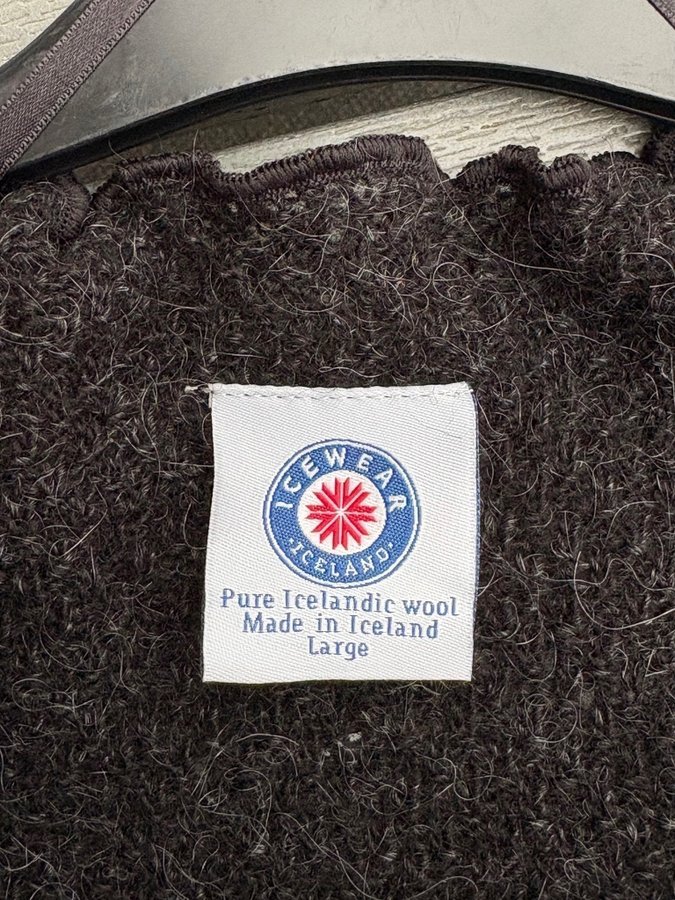 ICEWEAR
·ICELAND·
Pure Icelandic wool
Made in Iceland
Large